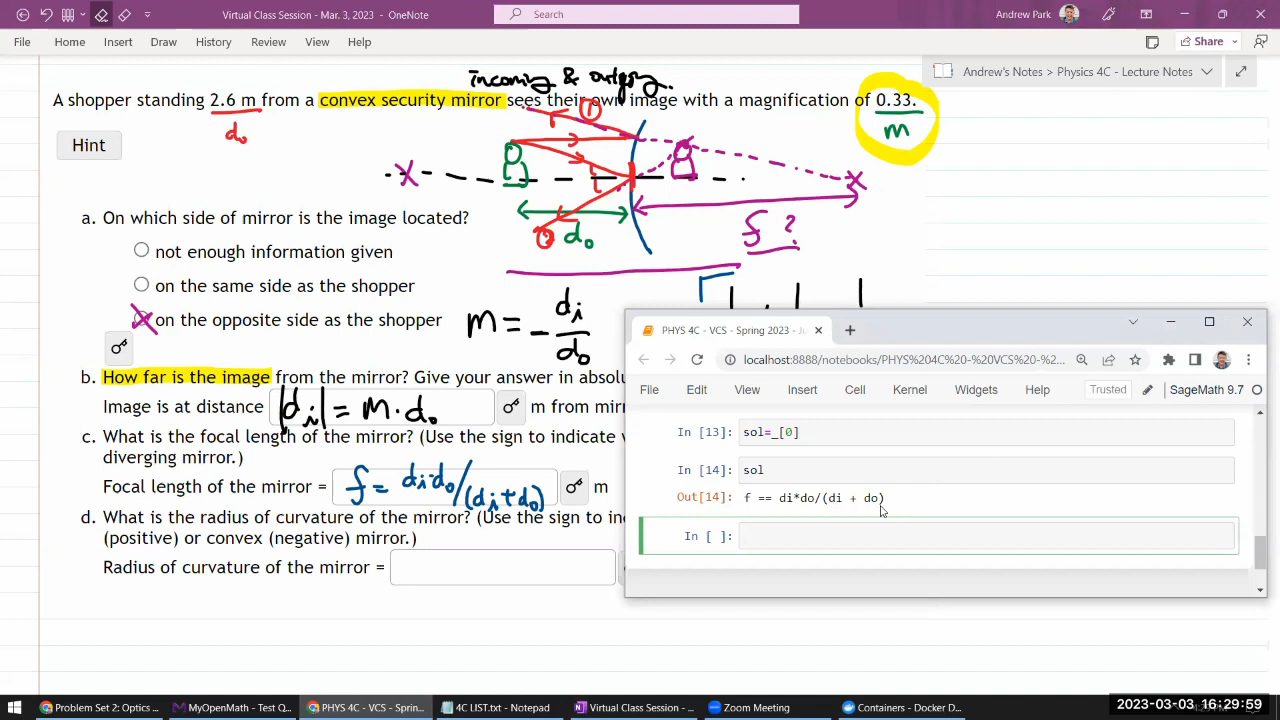 Virtual Class Session - Mar. 3, 2023 - OneNote
Search
Andrew Park
File Home Insert Draw History Review View Help
Share
incoming & outgoing
Andrew's Notes - Physics 4C - Lecture Not
A shopper standing 2.6 m from a convex security mirror sees their own image with a magnification of 0.33.
do
1
m
Hint
x
x
a. On which side of mirror is the image located?
2
do
f ?
not enough information given
on the same side as the shopper
on the opposite side as the shopper
m = - di/do
b. How far is the image from the mirror? Give your answer in absolu
Image is at distance |di| = m · do m from mirr
c. What is the focal length of the mirror? (Use the sign to indicate
diverging mirror.)
Focal length of the mirror = f = di·do/(di+do) m
d. What is the radius of curvature of the mirror? (Use the sign to in
(positive) or convex (negative) mirror.)
Radius of curvature of the mirror =
PHYS 4C - VCS - Spring 2023 - Ju
localhost:8888/notebooks/PHYS%204C%20-%20VCS%20-%...
File Edit View Insert Cell Kernel Widgets Help Trusted SageMath 9.7
In [13]: sol=_[0]
In [14]: sol
Out[14]: f == di*do/(di + do)
In [ ]:
Problem Set 2: Optics ... MyOpenMath - Test Q... PHYS 4C - VCS - Spring... 4C LIST.txt - Notepad Virtual Class Session -... Zoom Meeting Containers - Docker D...
2023-03-03 16:29:59